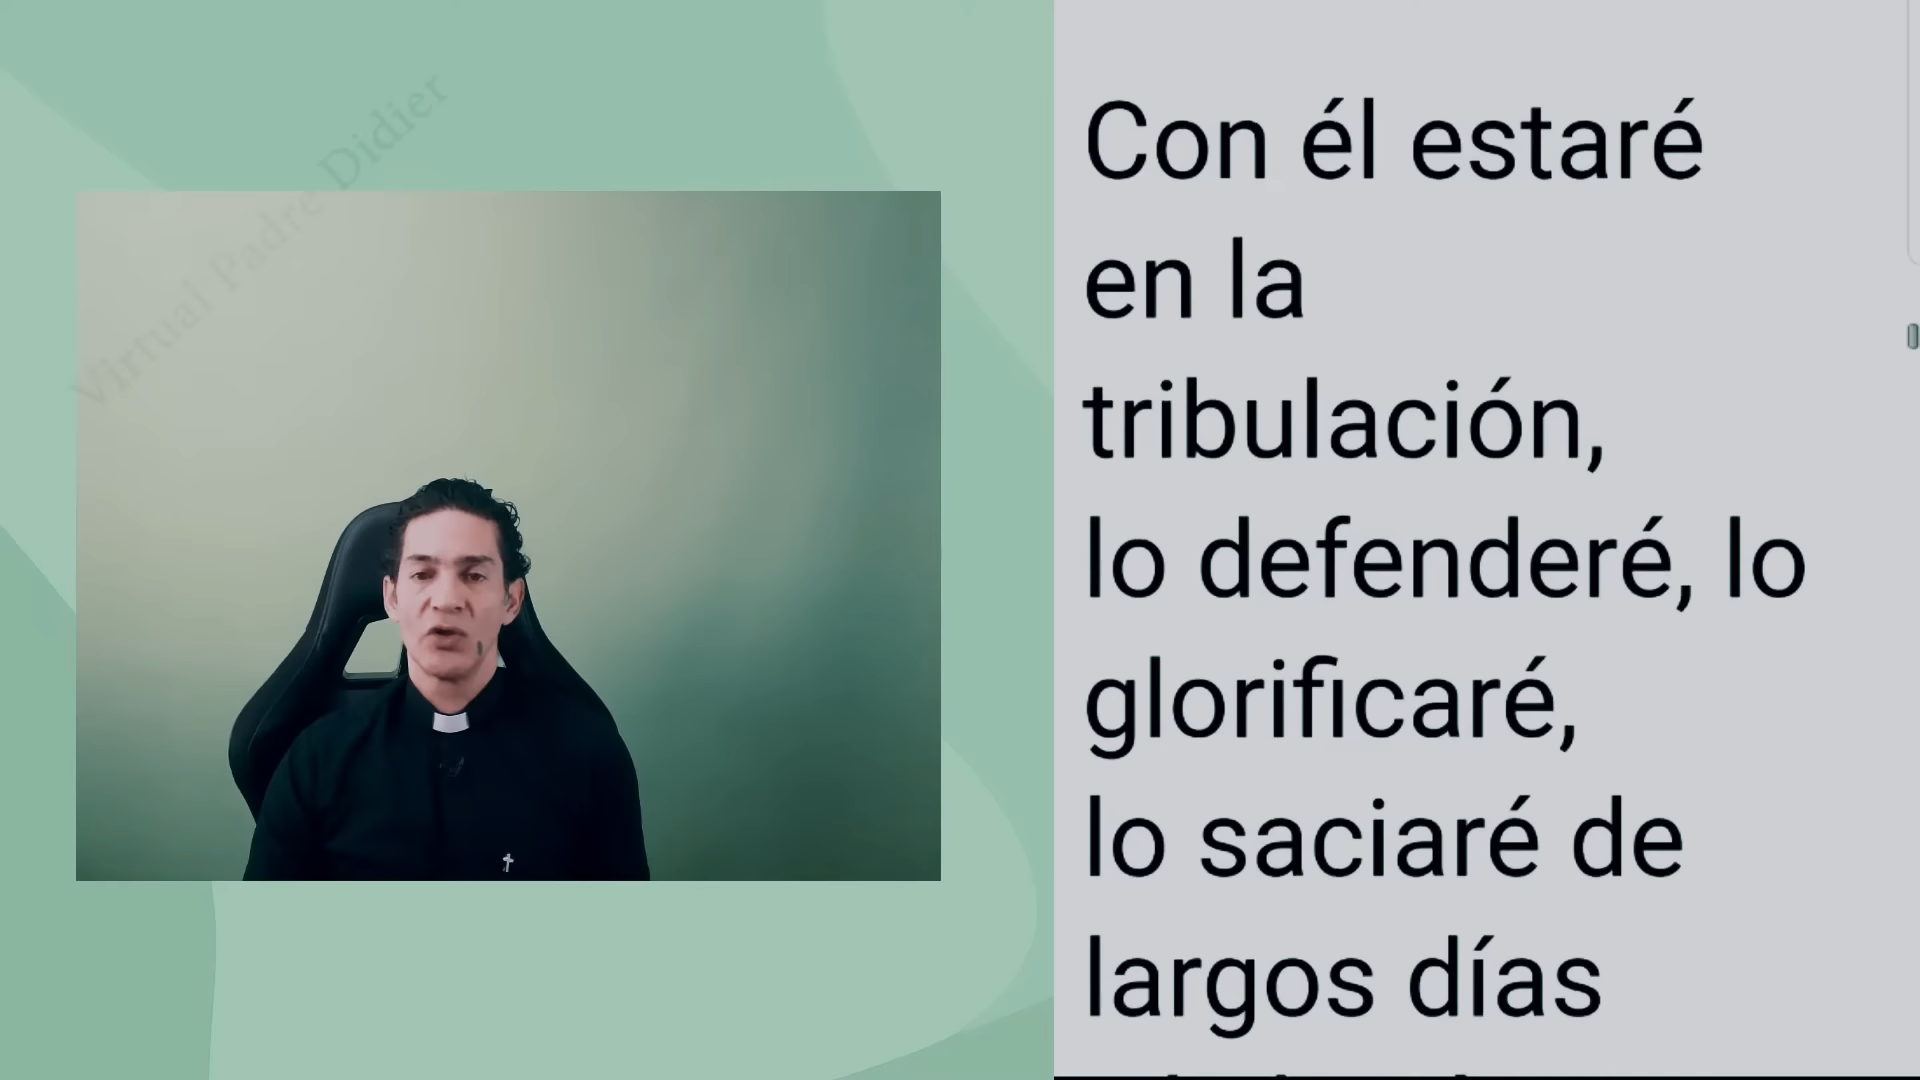 Virtual Padre Didier
Con él estaré
en la
tribulación,
lo defenderé, lo
glorificaré,
lo saciaré de
largos días